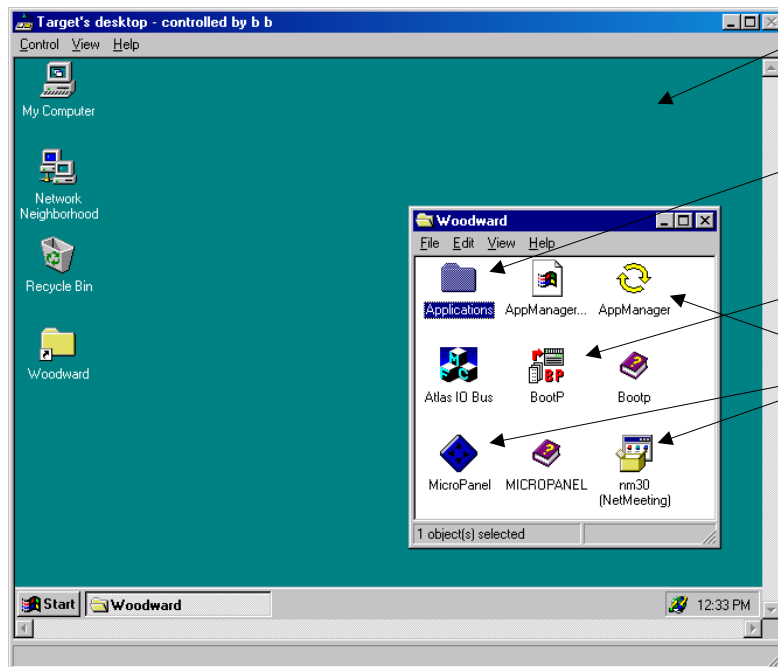 Target's desktop - controlled by b b
Control View Help
My Computer
Network
Neighborhood
Recycle Bin
Woodward
Woodward
File Edit View Help
Applications AppManager... AppManager
Atlas IO Bus BootP Bootp
MicroPanel MICROPANEL nm30
(NetMeeting)
1 object(s) selected
Start Woodward 12:33 PM